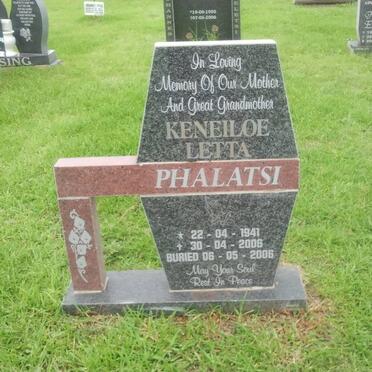 In Loving
Memory Of Our Mother
And Great Grandmother
KENEILOE
LETTA
PHALATSI
* 22 - 04 - 1941
+ 30 - 04 - 2006
BURIED 06 - 05 - 2006
May Your Soul
Rest In Peace
SING